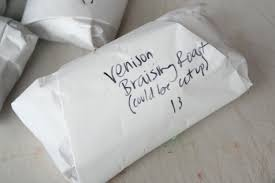 Venison
Braising Roast
(could be cut up)
13